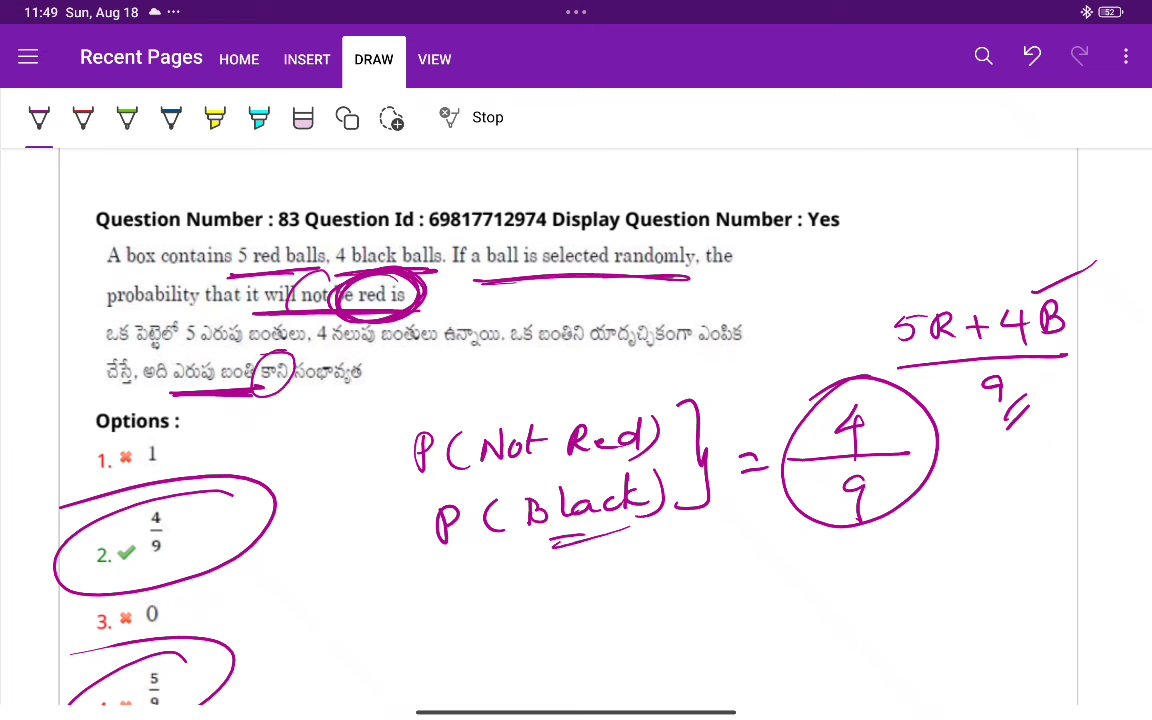 11:49 Sun, Aug 18
52
Recent Pages HOME INSERT DRAW VIEW
Stop
Question Number : 83 Question Id : 69817712974 Display Question Number : Yes
A box contains 5 red balls, 4 black balls. If a ball is selected randomly, the
probability that it will not be red is
ఒక పెట్టెలో 5 ఎరుపు బంతులు, 4 నలుపు బంతులు ఉన్నాయి. ఒక బంతిని యాదృచ్ఛికంగా ఎంపిక
చేస్తే, అది ఎరుపు బంతి కాని సంభావ్యత
5R+4B
9
Options :
1. 1
P(Not Red)
P(Black)
= 4
9
2. 4
9
3. 0
4. 5
9